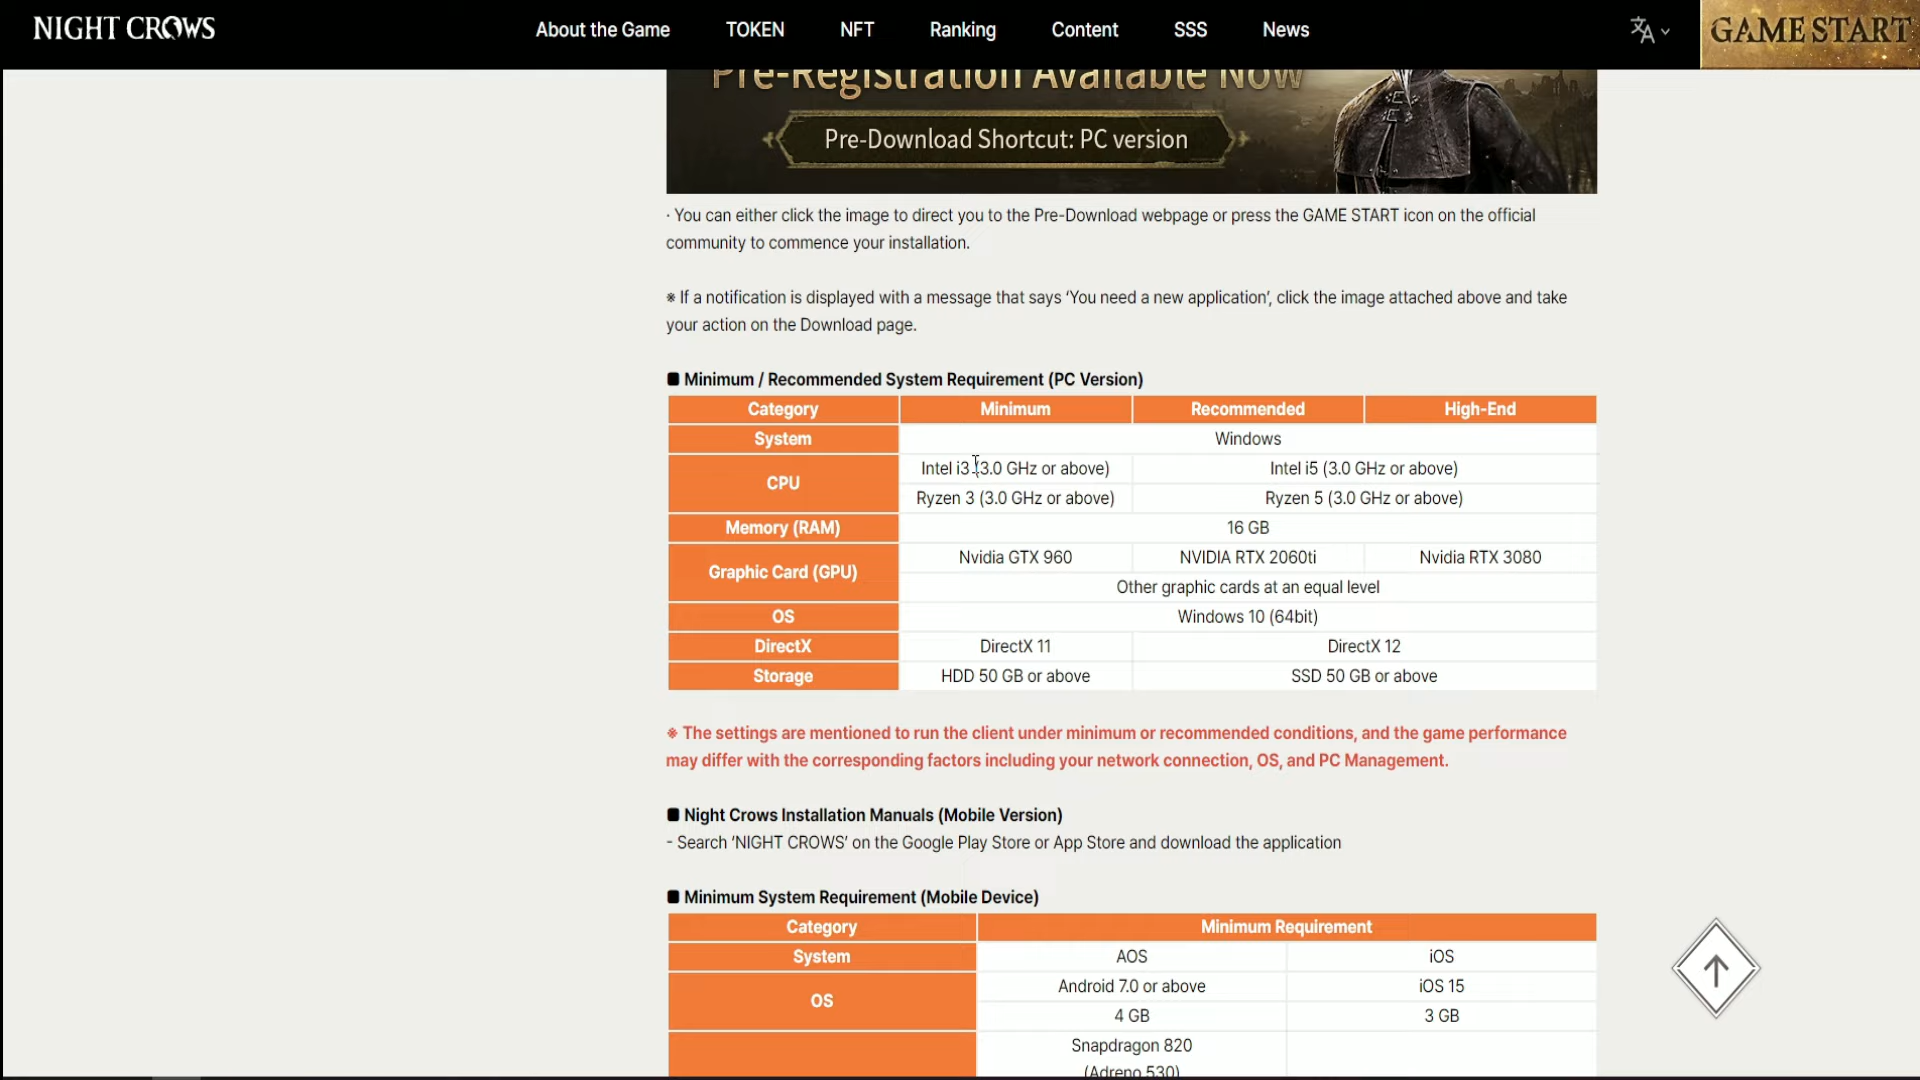 NIGHT CROWS
About the Game TOKEN NFT Ranking Content SSS News
GAME START
Pre-Registration Available Now
Pre-Download Shortcut: PC version
· You can either click the image to direct you to the Pre-Download webpage or press the GAME START icon on the official
community to commence your installation.
※ If a notification is displayed with a message that says ‘You need a new application’, click the image attached above and take
your action on the Download page.
■ Minimum / Recommended System Requirement (PC Version)
Category Minimum Recommended High-End
System Windows
CPU
Intel i3 (3.0 GHz or above) Intel i5 (3.0 GHz or above)
Ryzen 3 (3.0 GHz or above) Ryzen 5 (3.0 GHz or above)
Memory (RAM) 16 GB
Graphic Card (GPU)
Nvidia GTX 960 NVIDIA RTX 2060ti Nvidia RTX 3080
Other graphic cards at an equal level
OS Windows 10 (64bit)
DirectX DirectX 11 DirectX 12
Storage HDD 50 GB or above SSD 50 GB or above
※ The settings are mentioned to run the client under minimum or recommended conditions, and the game performance
may differ with the corresponding factors including your network connection, OS, and PC Management.
■ Night Crows Installation Manuals (Mobile Version)
- Search ‘NIGHT CROWS’ on the Google Play Store or App Store and download the application
■ Minimum System Requirement (Mobile Device)
Category Minimum Requirement
System AOS iOS
OS
Android 7.0 or above iOS 15
4 GB 3 GB
Snapdragon 820
(Adreno 530)